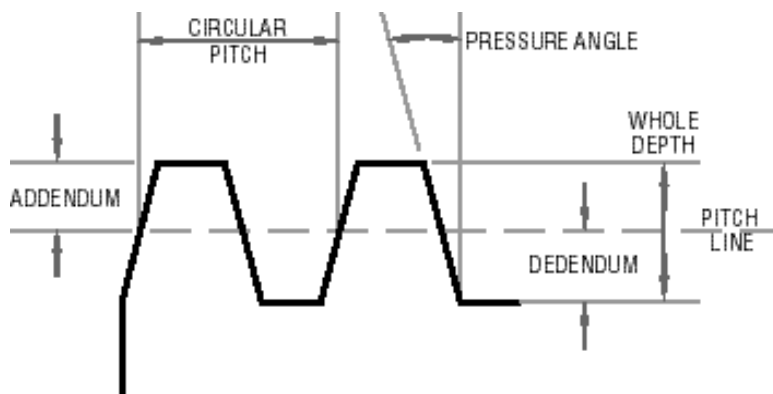 CIRCULAR
PITCH
PRESSURE ANGLE
WHOLE
DEPTH
ADDENDUM
PITCH
LINE
DEDENDUM